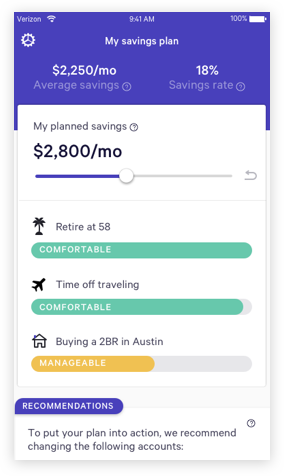 Verizon 9:41 AM 100%
My savings plan
$2,250/mo 18%
Average savings Savings rate
My planned savings
$2,800/mo
Retire at 58
COMFORTABLE
Time off traveling
COMFORTABLE
Buying a 2BR in Austin
MANAGEABLE
RECOMMENDATIONS
To put your plan into action, we recommend
changing the following accounts: